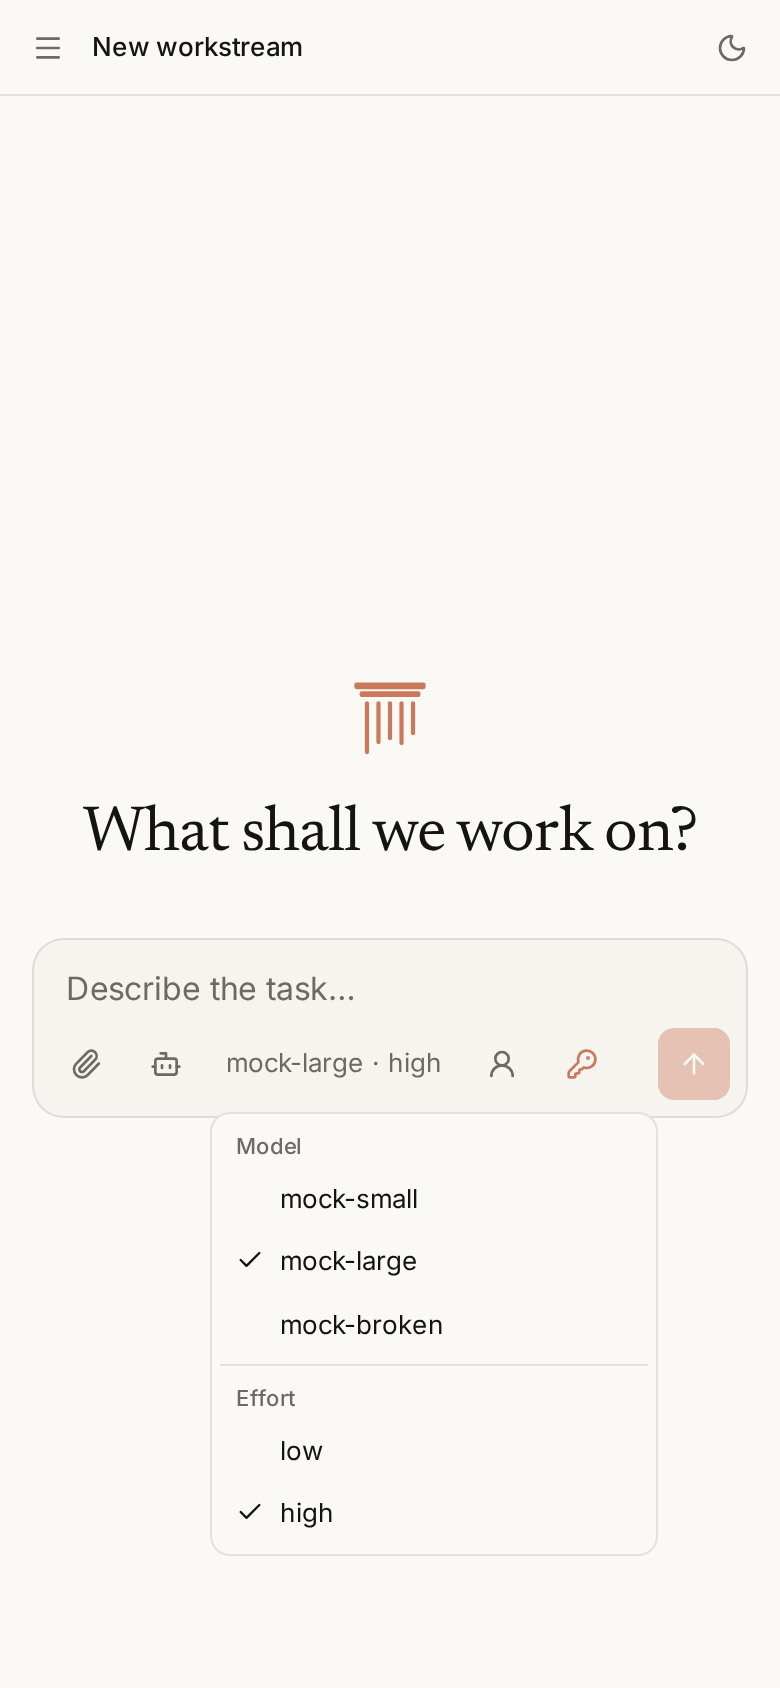 New workstream
What shall we work on?
Describe the task...
mock-large · high
Model
mock-small
mock-large
mock-broken
Effort
low
high